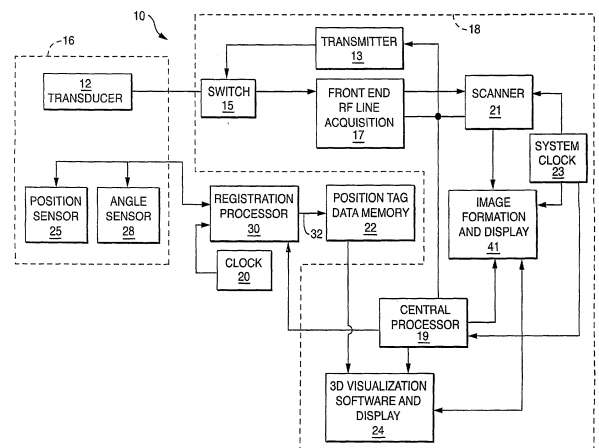 10
16
18
12
TRANSDUCER
TRANSMITTER
13
SWITCH
15
FRONT END
RF LINE
ACQUISITION
17
SCANNER
21
SYSTEM
CLOCK
23
POSITION
SENSOR
25
ANGLE
SENSOR
28
REGISTRATION
PROCESSOR
30
32
POSITION TAG
DATA MEMORY
22
IMAGE
FORMATION
AND DISPLAY
41
CLOCK
20
CENTRAL
PROCESSOR
19
3D VISUALIZATION
SOFTWARE AND
DISPLAY
24